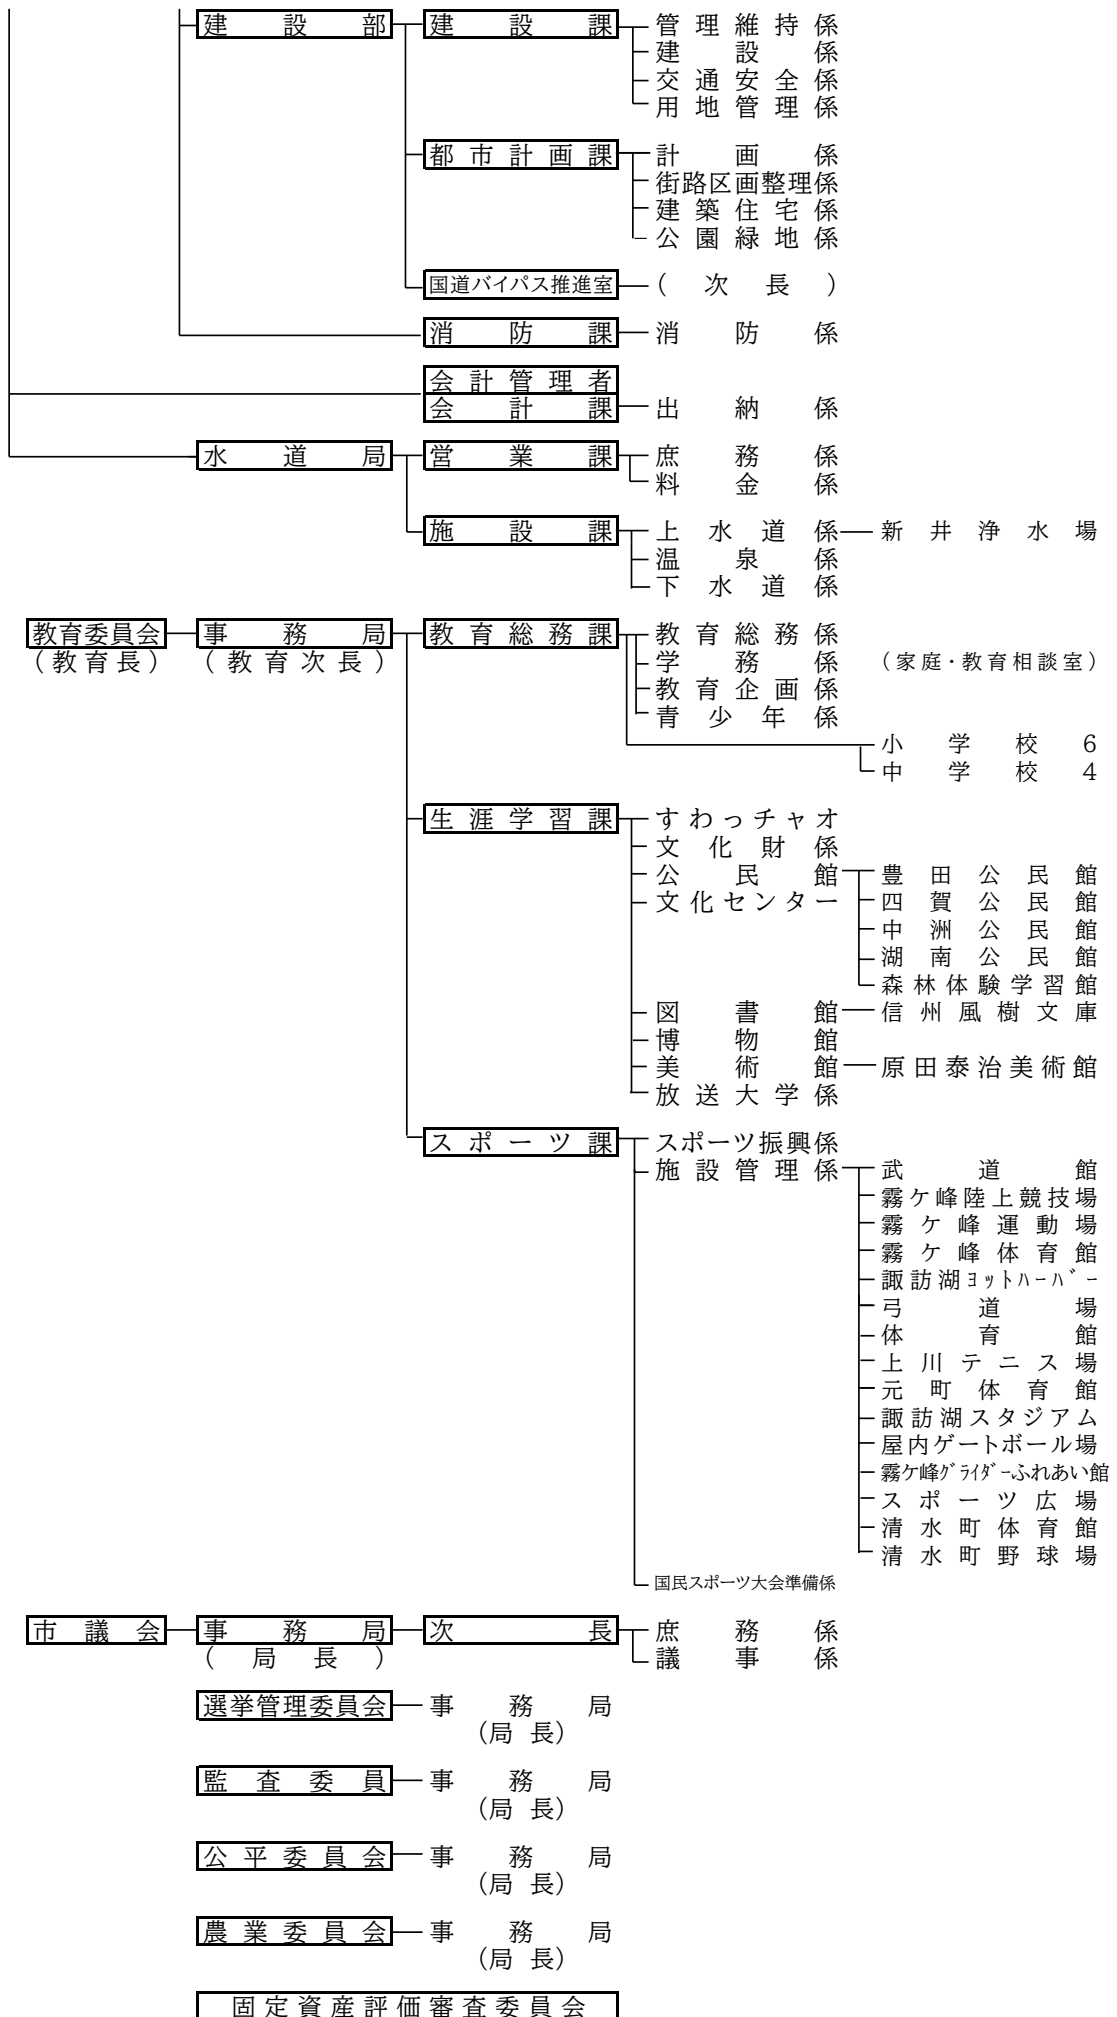 建設部 建設課 管理維持係
建設係
交通安全係
用地管理係
都市計画課 計画係
街路区画整理係
建築住宅係
公園緑地係
国道バイパス推進室 (次長)
消防課 消防係
会計管理者
会計課 出納係
水道局 営業課 庶務係
料金係
施設課 上水道係 新井浄水場
温泉係
下水道係
教育委員会 事務局 教育総務課 教育総務係
(教育長) (教育次長) 学務係 (家庭・教育相談室)
教育企画係
青少年係
小学校6
中学校4
生涯学習課 すわっチャオ
文化財係
公民館 豊田公民館
文化センター 四賀公民館
中洲公民館
湖南公民館
森林体験学習館
図書館 信州風樹文庫
博物館
美術館 原田泰治美術館
放送大学係
スポーツ課 スポーツ振興係
施設管理係 武道館
霧ケ峰陸上競技場
霧ケ峰運動場
霧ケ峰体育館
諏訪湖ﾖｯﾄﾊｰﾊﾞｰ
弓道場
体育館
上川テニス場
元町体育館
諏訪湖スタジアム
屋内ゲートボール場
霧ケ峰ｸﾞﾗｲﾀﾞｰふれあい館
スポーツ広場
清水町体育館
清水町野球場
国民スポーツ大会準備係
市議会 事務局 次長 庶務係
(局長) 議事係
選挙管理委員会 事務局
(局長)
監査委員 事務局
(局長)
公平委員会 事務局
(局長)
農業委員会 事務局
(局長)
固定資産評価審査委員会